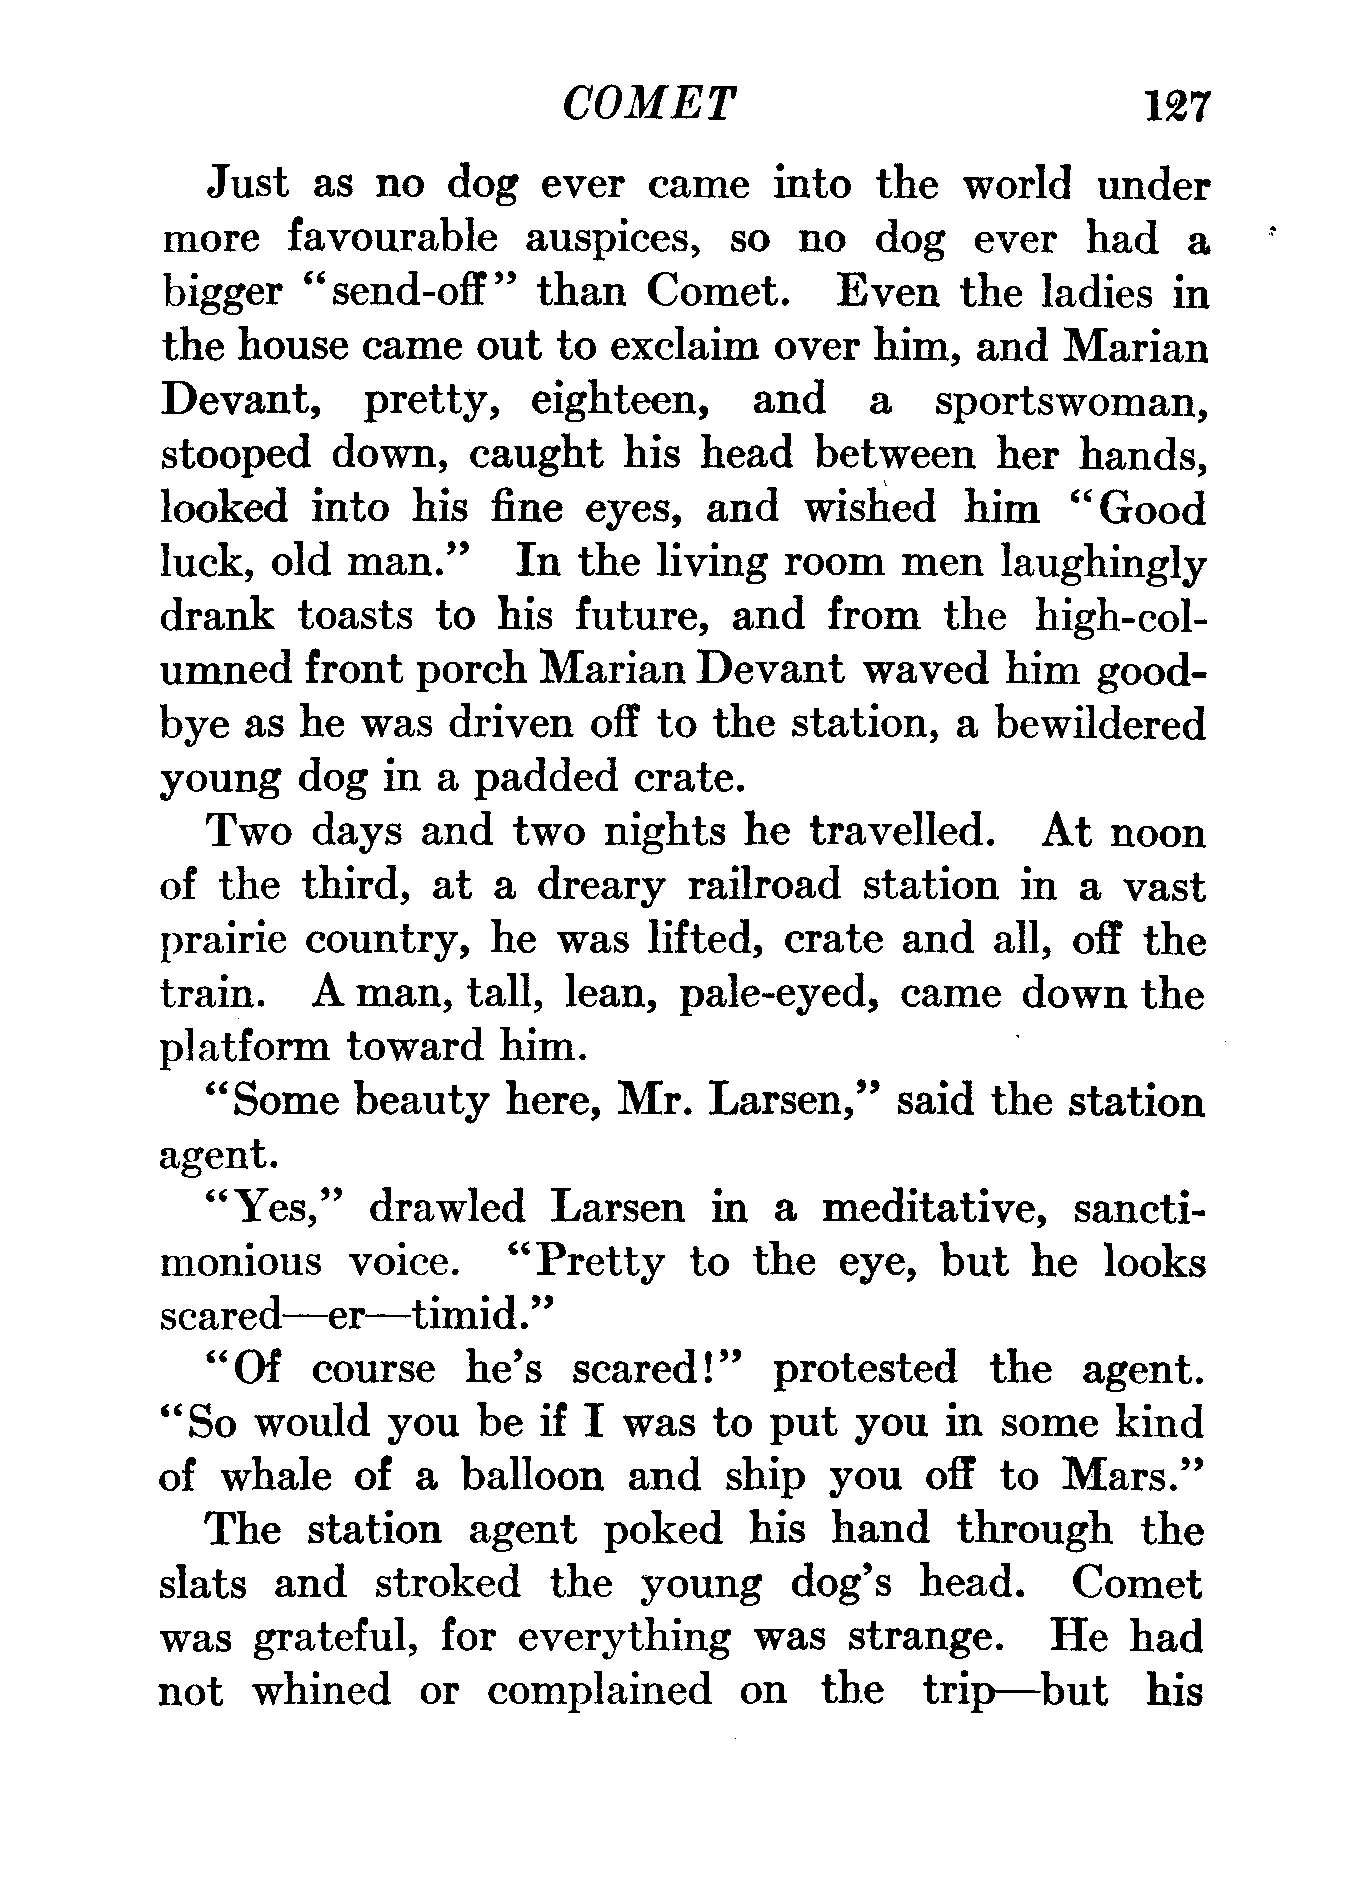 COMET 127
Just as no dog ever came into the world under
more favourable auspices, so no dog ever had a
bigger “send-off” than Comet. Even the ladies in
the house came out to exclaim over him, and Marian
Devant, pretty, eighteen, and a sportswoman,
stooped down, caught his head between her hands,
looked into his fine eyes, and wished him “Good
luck, old man.” In the living room men laughingly
drank toasts to his future, and from the high-col-
umned front porch Marian Devant waved him good-
bye as he was driven off to the station, a bewildered
young dog in a padded crate.
Two days and two nights he travelled. At noon
of the third, at a dreary railroad station in a vast
prairie country, he was lifted, crate and all, off the
train. A man, tall, lean, pale-eyed, came down the
platform toward him.
“Some beauty here, Mr. Larsen,” said the station
agent.
“Yes,” drawled Larsen in a meditative, sancti-
monious voice. “Pretty to the eye, but he looks
scared—er—timid.”
“Of course he's scared!” protested the agent.
“So would you be if I was to put you in some kind
of whale of a balloon and ship you off to Mars.”
The station agent poked his hand through the
slats and stroked the young dog's head. Comet
was grateful, for everything was strange. He had
not whined or complained on the trip—but his